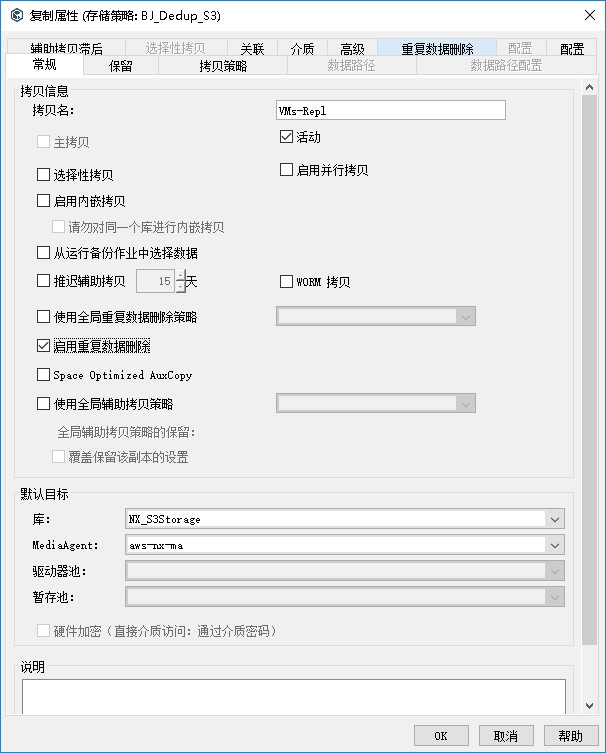 复制属性 (存储策略: BJ_Dedup_S3)
辅助拷贝滞后 选择性拷贝 关联 介质 高级 重复数据删除 配置 配置
常规 保留 拷贝策略 数据路径 数据路径配置
拷贝信息
拷贝名: VMs-Repl
主拷贝 活动
选择性拷贝 启用并行拷贝
启用内嵌拷贝
请勿对同一个库进行内嵌拷贝
从运行备份作业中选择数据
推迟辅助拷贝 15 天 WORM 拷贝
使用全局重复数据删除策略
启用重复数据删除
Space Optimized AuxCopy
使用全局辅助拷贝策略
全局辅助拷贝策略的保留:
覆盖保留该副本的设置
默认目标
库: NX_S3Storage
MediaAgent: aws-nx-ma
驱动器池:
暂存池:
硬件加密（直接介质访问: 通过介质密码）
说明
OK 取消 帮助